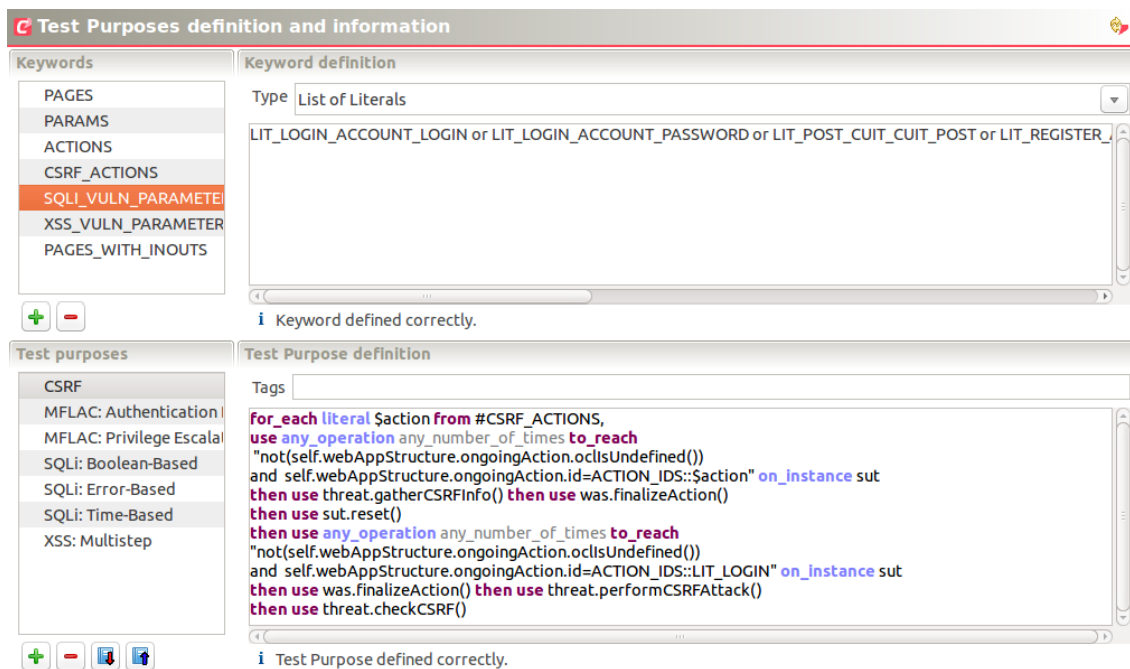 Test Purposes definition and information
Keywords
PAGES
PARAMS
ACTIONS
CSRF_ACTIONS
SQLI_VULN_PARAMETE
XSS_VULN_PARAMETER
PAGES_WITH_INOUTS
Keyword definition
Type List of Literals
LIT_LOGIN_ACCOUNT_LOGIN or LIT_LOGIN_ACCOUNT_PASSWORD or LIT_POST_CUIT_CUIT_POST or LIT_REGISTER_
i Keyword defined correctly.
Test purposes
CSRF
MFLAC: Authentication
MFLAC: Privilege Escala
SQLi: Boolean-Based
SQLi: Error-Based
SQLi: Time-Based
XSS: Multistep
Test Purpose definition
Tags
for_each literal $action from #CSRF_ACTIONS,
use any_operation any_number_of_times to_reach
"not(self.webAppStructure.ongoingAction.oclIsUndefined())
and self.webAppStructure.ongoingAction.id=ACTION_IDS::$action" on_instance sut
then use threat.gatherCSRFInfo() then use was.finalizeAction()
then use sut.reset()
then use any_operation any_number_of_times to_reach
"not(self.webAppStructure.ongoingAction.oclIsUndefined())
and self.webAppStructure.ongoingAction.id=ACTION_IDS::LIT_LOGIN" on_instance sut
then use was.finalizeAction() then use threat.performCSRFAttack()
then use threat.checkCSRF()
i Test Purpose defined correctly.